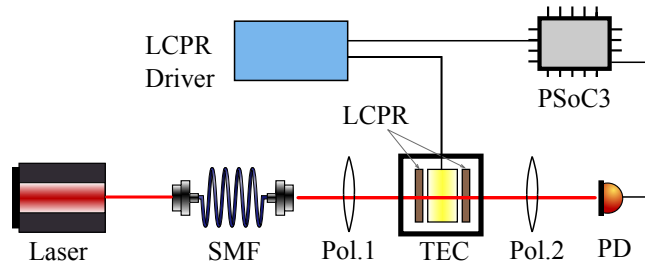 LCPR
Driver
PSoC3
LCPR
Laser
SMF
Pol.1
TEC
Pol.2
PD